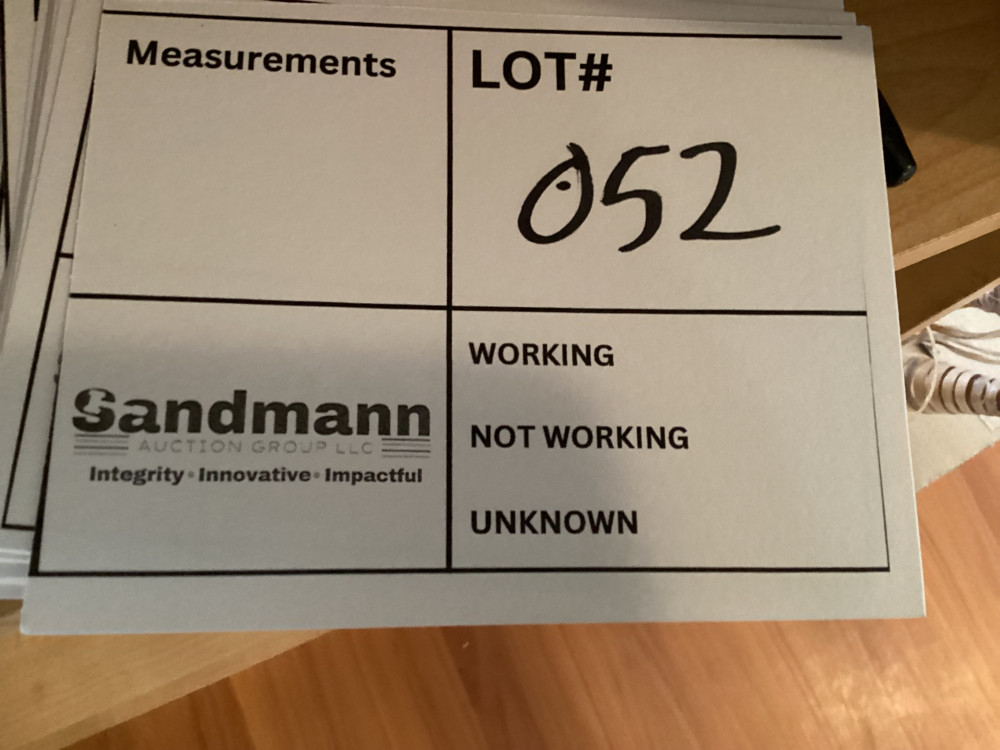 Measurements
LOT#
052
Sandmann
AUCTION GROUP LLC
Integrity • Innovative • Impactful
WORKING
NOT WORKING
UNKNOWN